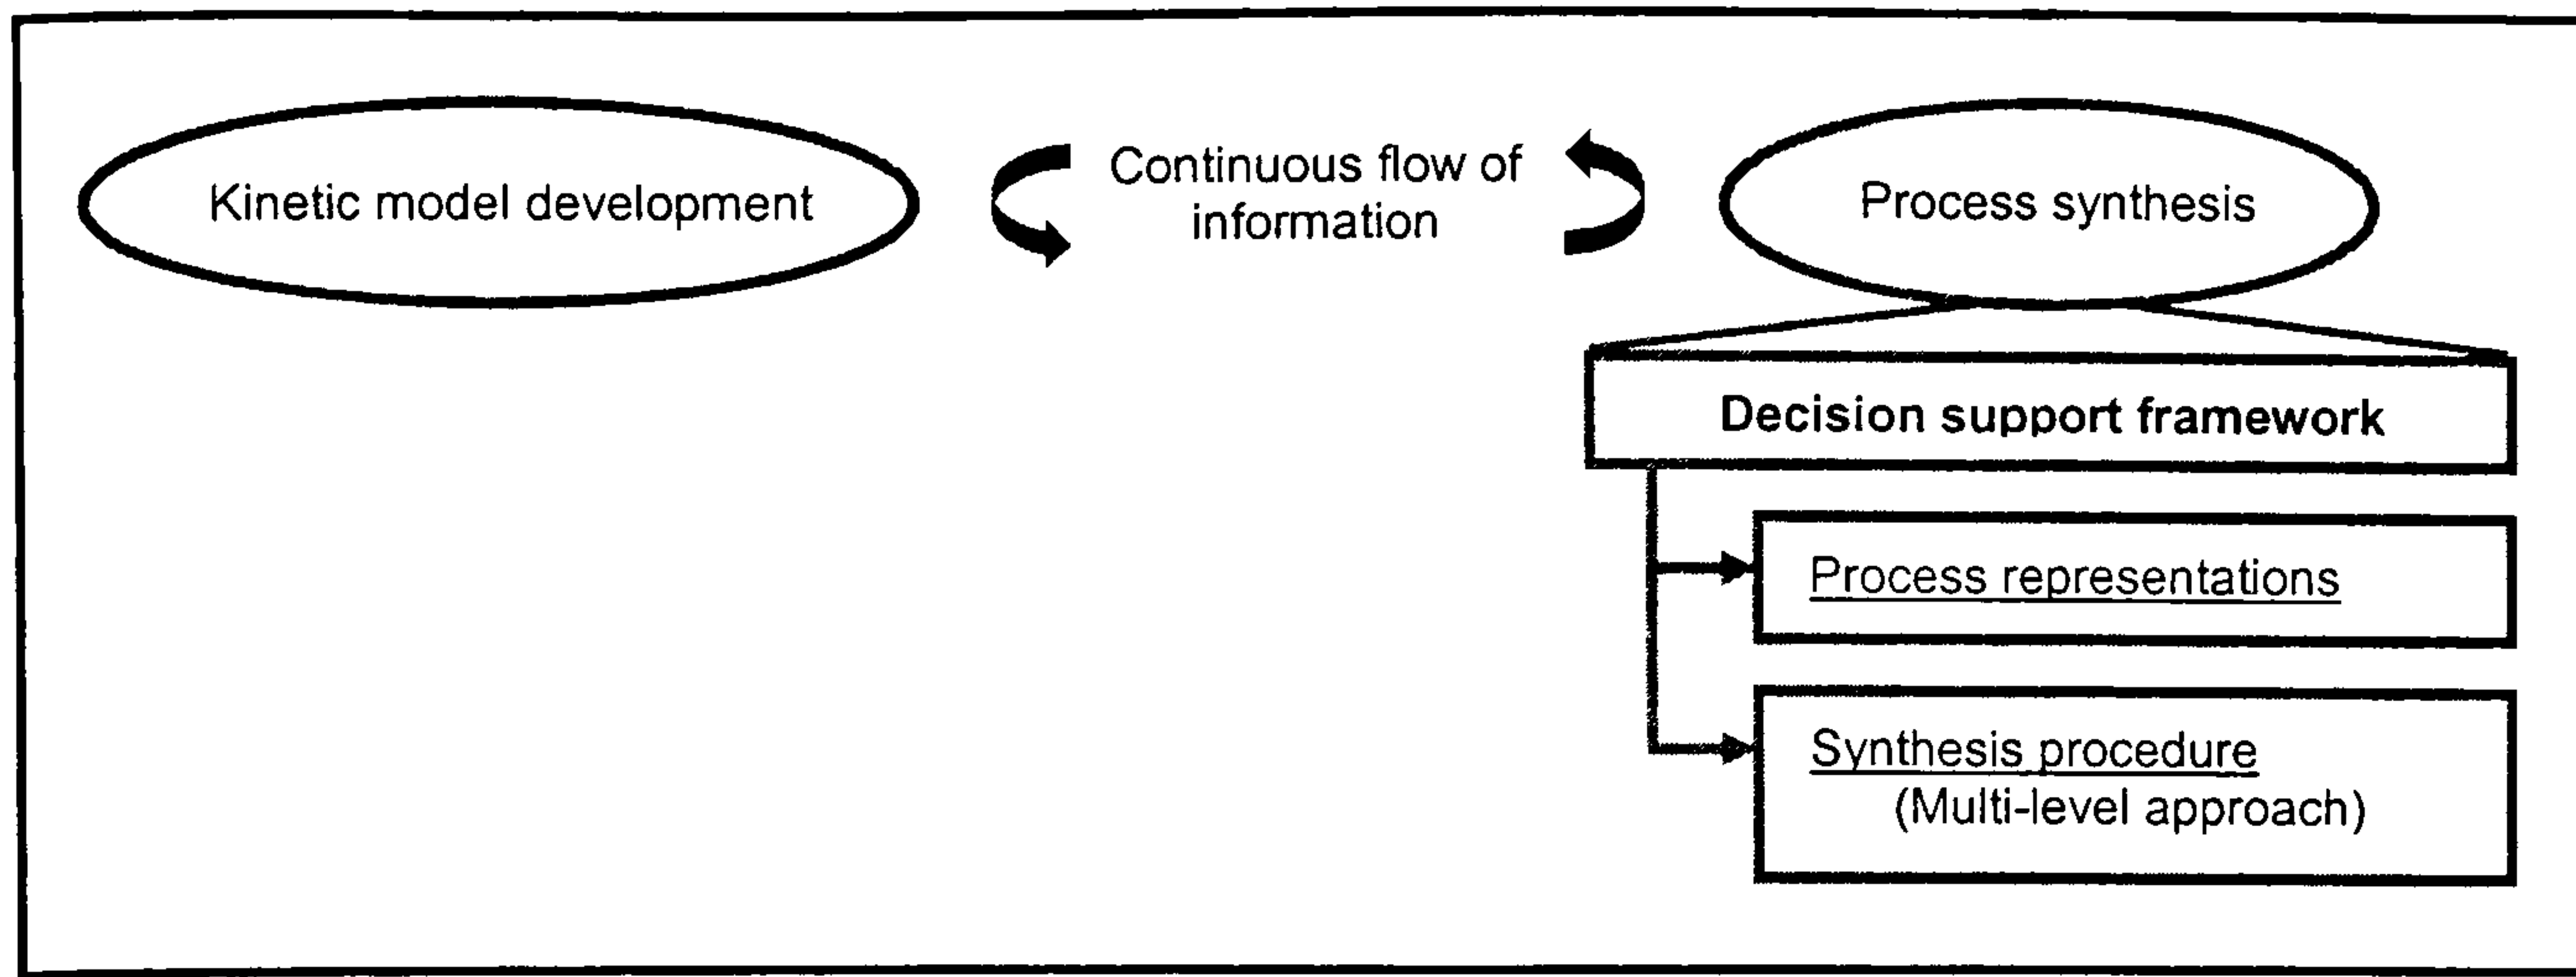 Kinetic model development
Continuous flow of
information
Process synthesis
Decision support framework
Process representations
Synthesis procedure
(Multi-level approach)